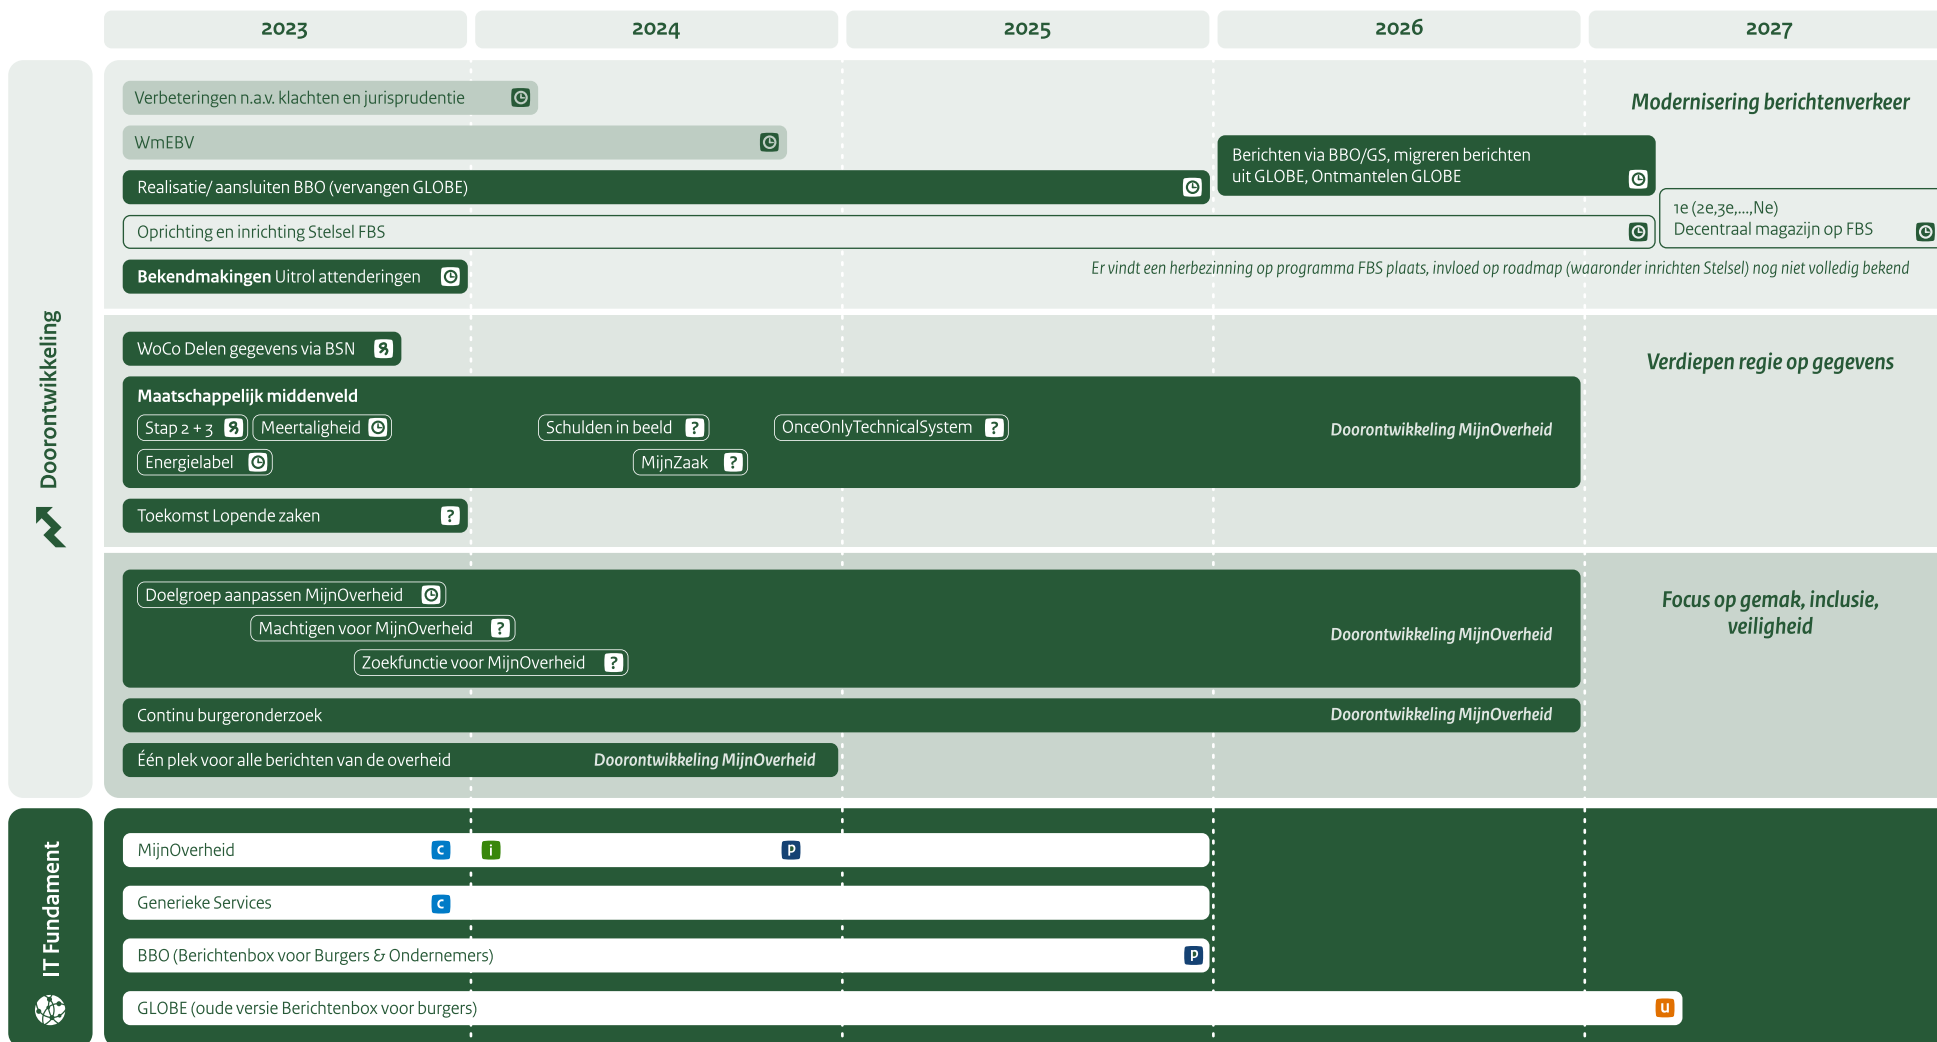 2023
2024
2025
2026
2027
Doorontwikkeling
Modernisering berichtenverkeer
Verbeteringen n.a.v. klachten en jurisprudentie
WmEBV
Realisatie/ aansluiten BBO (vervangen GLOBE)
Berichten via BBO/GS, migreren berichten
uit GLOBE, Ontmantelen GLOBE
Oprichting en inrichting Stelsel FBS
1e (2e,3e,...,Ne)
Decentraal magazijn op FBS
Bekendmakingen Uitrol attenderingen
Er vindt een herbezinning op programma FBS plaats, invloed op roadmap (waaronder inrichten Stelsel) nog niet volledig bekend
Verdiepen regie op gegevens
WoCo Delen gegevens via BSN
Maatschappelijk middenveld
Stap 2 + 3
Meertaligheid
Schulden in beeld ?
OnceOnlyTechnicalSystem ?
Energielabel
MijnZaak ?
Doorontwikkeling MijnOverheid
Toekomst Lopende zaken ?
Focus op gemak, inclusie,
veiligheid
Doelgroep aanpassen MijnOverheid
Machtigen voor MijnOverheid ?
Zoekfunctie voor MijnOverheid ?
Doorontwikkeling MijnOverheid
Continu burgeronderzoek
Doorontwikkeling MijnOverheid
Één plek voor alle berichten van de overheid
Doorontwikkeling MijnOverheid
IT Fundament
MijnOverheid c i P
Generieke Services c
BBO (Berichtenbox voor Burgers & Ondernemers) P
GLOBE (oude versie Berichtenbox voor burgers) u